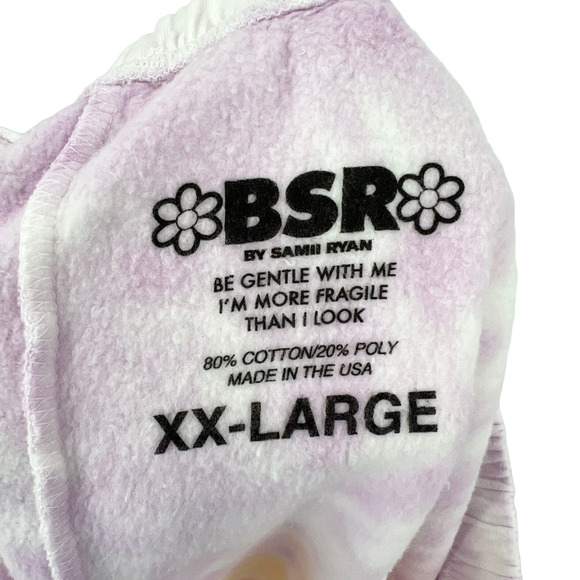 BSR
BY SAMII RYAN
BE GENTLE WITH ME
I'M MORE FRAGILE
THAN I LOOK
80% COTTON/20% POLY
MADE IN THE USA
XX-LARGE